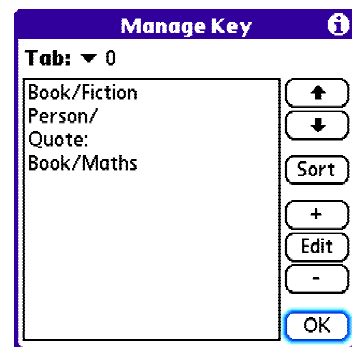 Manage Key
Tab: 0
Book/Fiction
Person/
Quote:
Book/Maths
Sort
+
Edit
-
OK